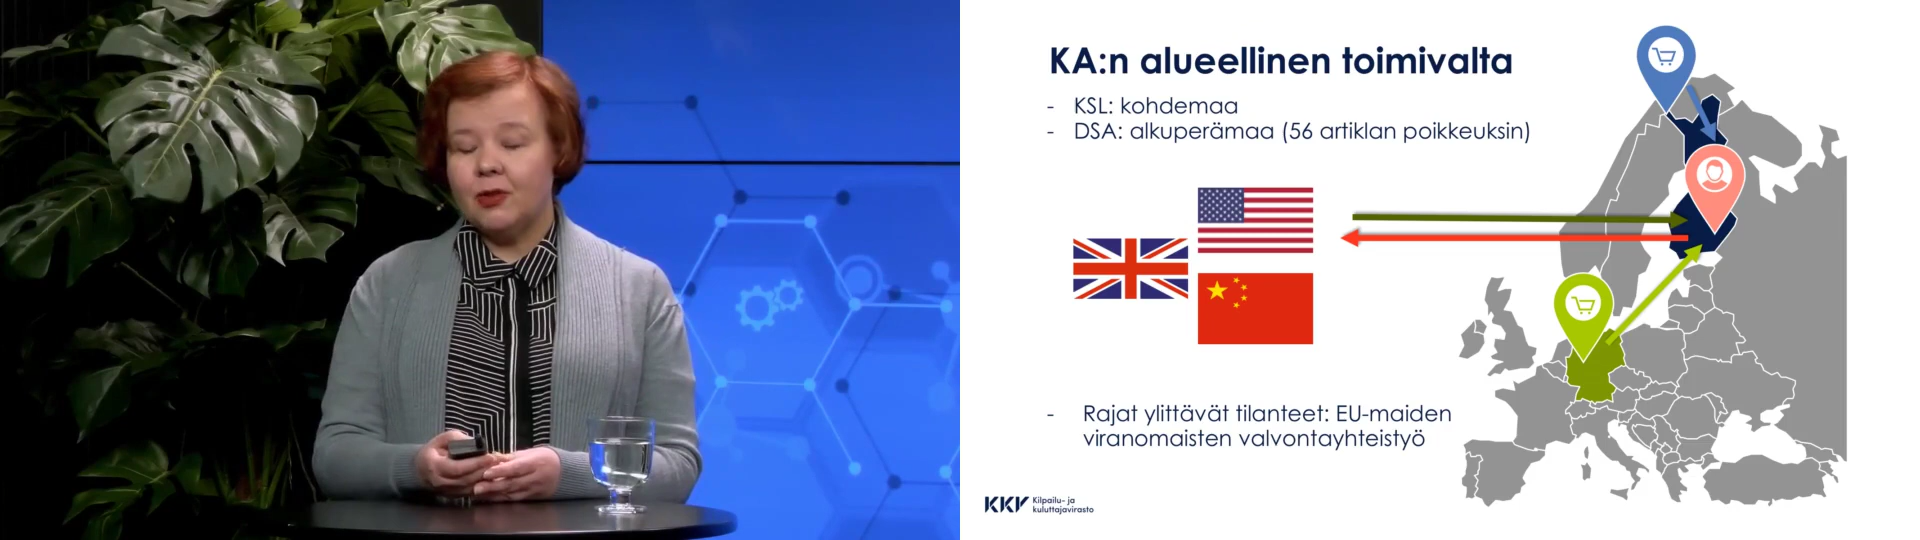 KA:n alueellinen toimivalta
- KSL: kohdemaa
- DSA: alkuperämaa (56 artiklan poikkeuksin)
- Rajat ylittävät tilanteet: EU-maiden
viranomaisten valvontayhteistyö
KKV Kilpailu- ja
kuluttajavirasto